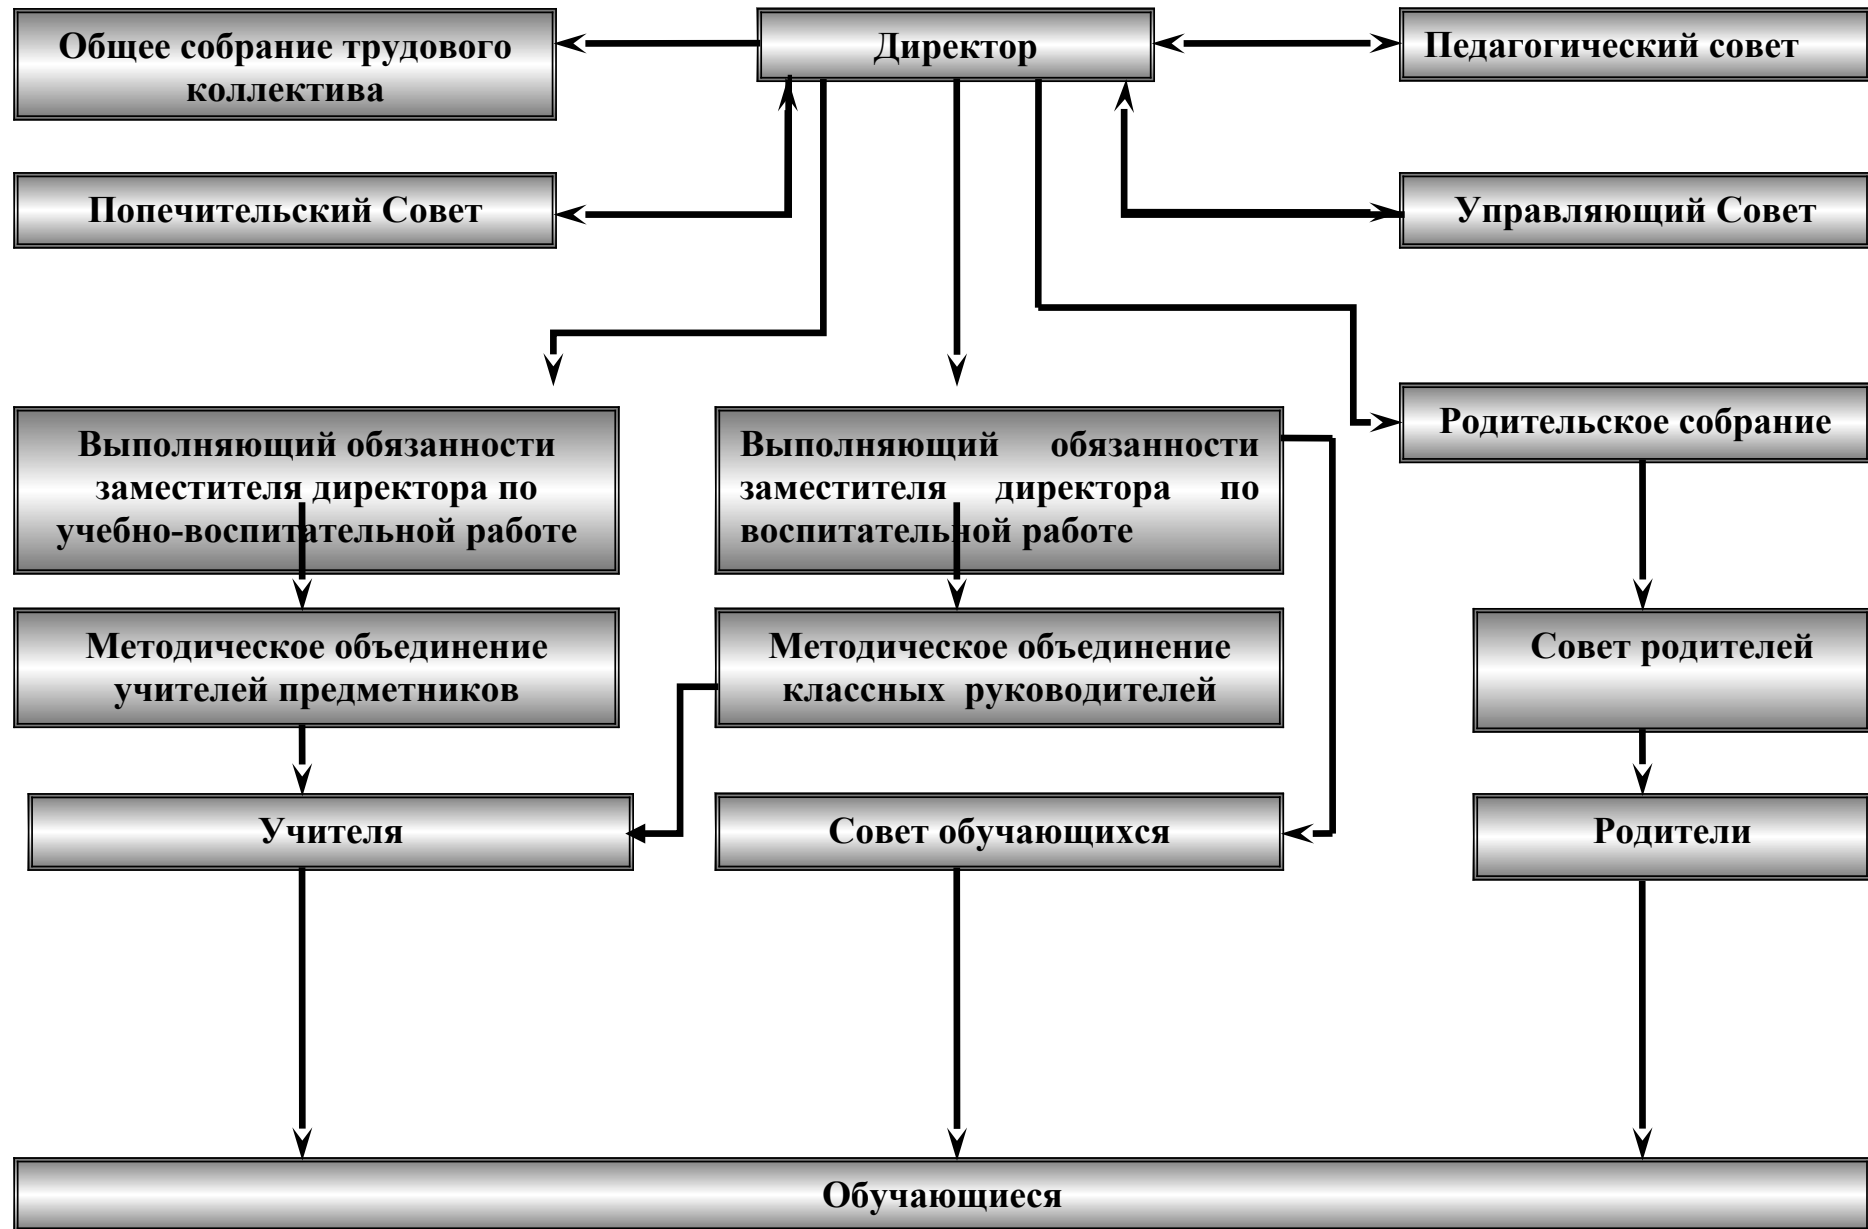 Общее собрание трудового
коллектива
Директор
Педагогический совет
Попечительский Совет
Управляющий Совет
Выполняющий обязанности
заместителя директора по
учебно-воспитательной работе
Выполняющий обязанности
заместителя директора по
воспитательной работе
Родительское собрание
Методическое объединение
учителей предметников
Методическое объединение
классных руководителей
Совет родителей
Учителя
Совет обучающихся
Родители
Обучающиеся